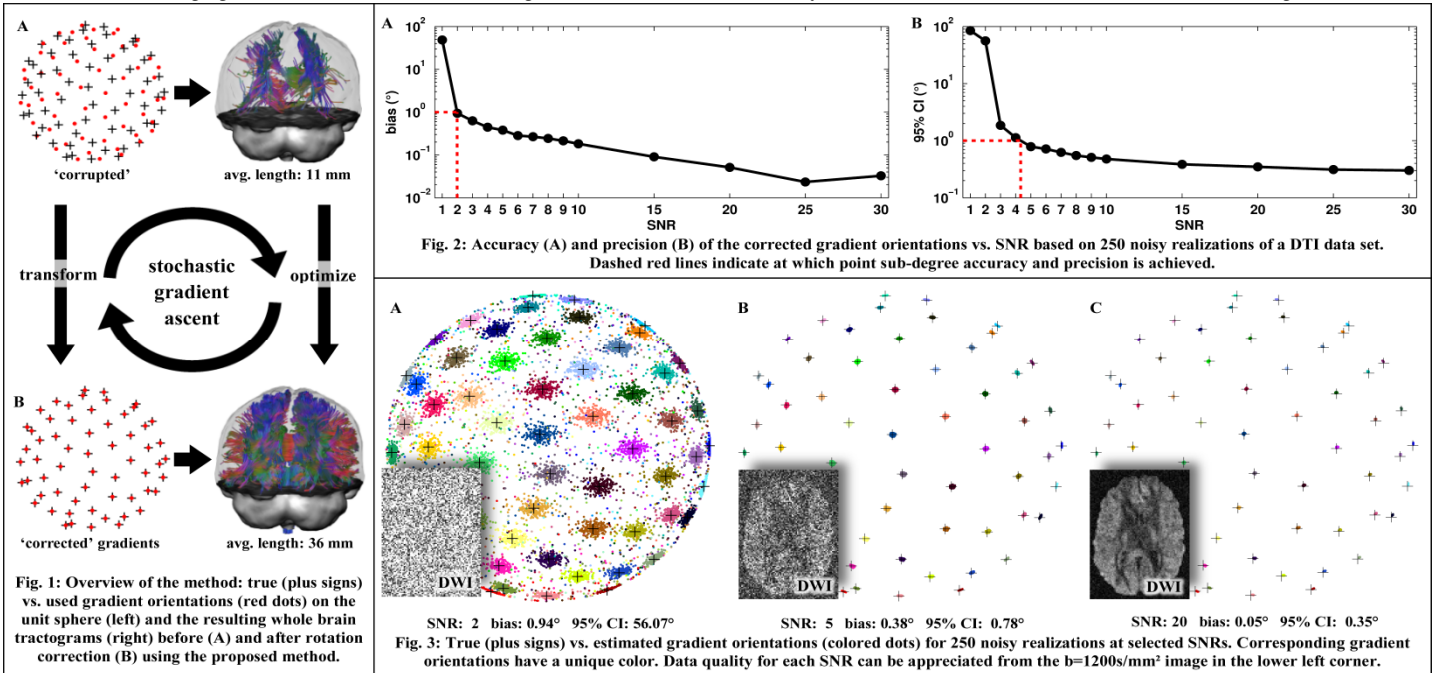 A
'corrupted'
avg. length: 11 mm
transform
stochastic
gradient
ascent
optimize
B
'corrected' gradients
avg. length: 36 mm
Fig. 1: Overview of the method: true (plus signs)
vs. used gradient orientations (red dots) on the
unit sphere (left) and the resulting whole brain
tractograms (right) before (A) and after rotation
correction (B) using the proposed method.
A
bias (°)
10²
10¹
10⁰
10⁻¹
10⁻²
1 2 3 4 5 6 7 8 9 10 15 20 25 30
SNR
B
95% CI (°)
10²
10¹
10⁰
10⁻¹
1 2 3 4 5 6 7 8 9 10 15 20 25 30
SNR
Fig. 2: Accuracy (A) and precision (B) of the corrected gradient orientations vs. SNR based on 250 noisy realizations of a DTI data set.
Dashed red lines indicate at which point sub-degree accuracy and precision is achieved.
A
DWI
SNR: 2 bias: 0.94° 95% CI: 56.07°
B
DWI
SNR: 5 bias: 0.38° 95% CI: 0.78°
C
DWI
SNR: 20 bias: 0.05° 95% CI: 0.35°
Fig. 3: True (plus signs) vs. estimated gradient orientations (colored dots) for 250 noisy realizations at selected SNRs. Corresponding gradient
orientations have a unique color. Data quality for each SNR can be appreciated from the b=1200s/mm² image in the lower left corner.